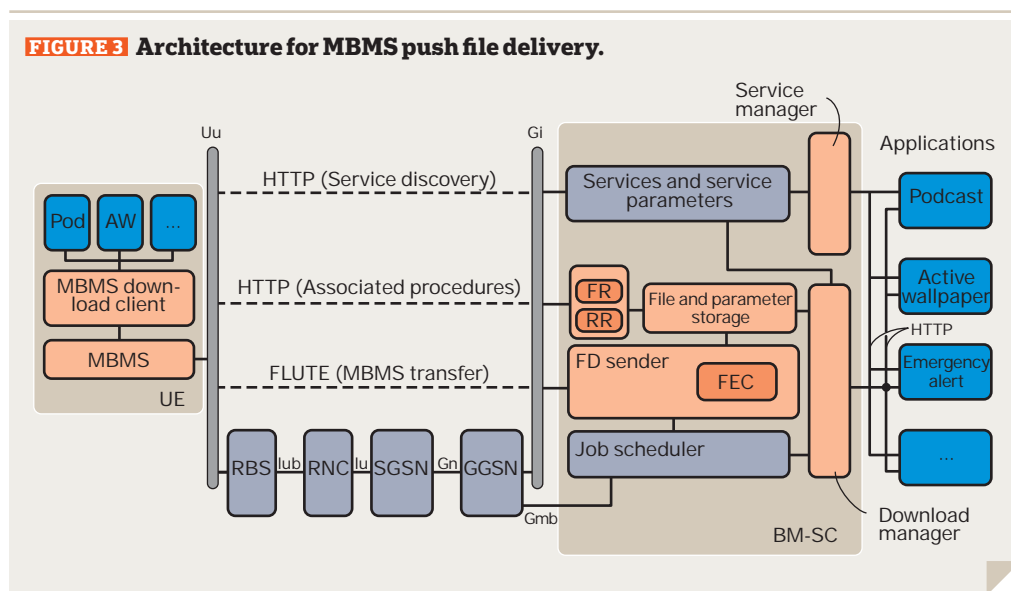 FIGURE 3 Architecture for MBMS push file delivery.
Service
manager
Uu
Gi
Applications
HTTP (Service discovery)
Services and service
parameters
Podcast
Pod
AW
...
MBMS down-
load client
HTTP (Associated procedures)
FR
RR
File and parameter
storage
Active
wallpaper
HTTP
MBMS
FLUTE (MBMS transfer)
FD sender
FEC
Emergency
alert
UE
RBS
Iub
RNC
Iu
SGSN
Gn
GGSN
Job scheduler
...
Gmb
BM-SC
Download
manager